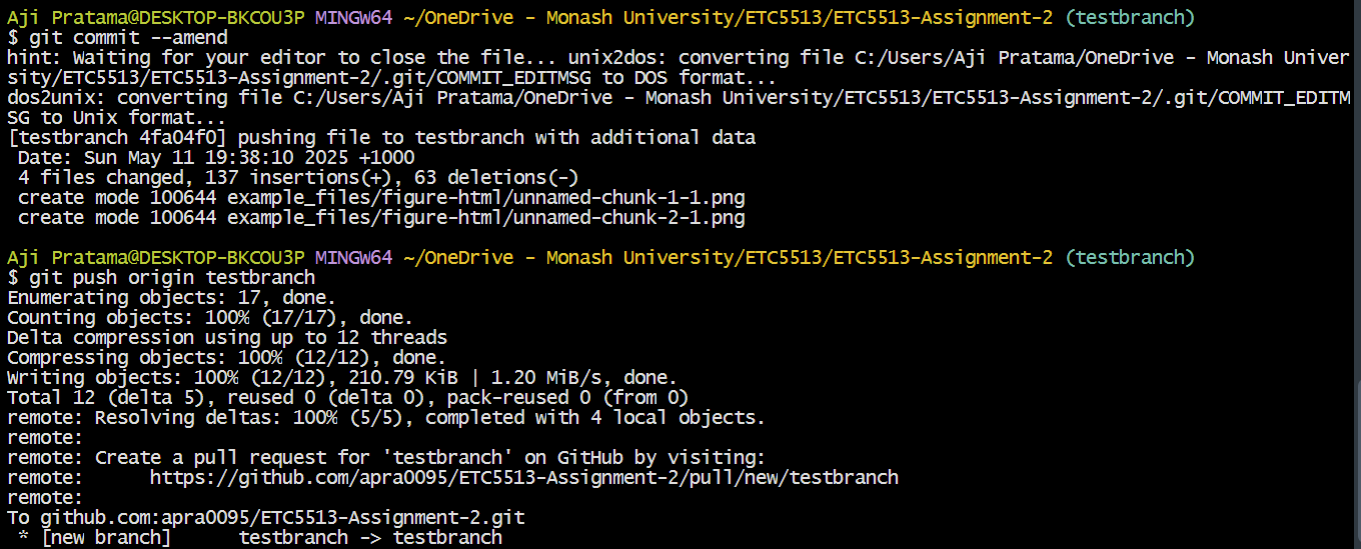 Aji Pratama@DESKTOP-BKCOU3P MINGW64 ~/OneDrive - Monash University/ETC5513/ETC5513-Assignment-2 (testbranch)
$ git commit --amend
hint: Waiting for your editor to close the file... unix2dos: converting file C:/Users/Aji Pratama/OneDrive - Monash Univer
sity/ETC5513/ETC5513-Assignment-2/.git/COMMIT_EDITMSG to DOS format...
dos2unix: converting file C:/Users/Aji Pratama/OneDrive - Monash University/ETC5513/ETC5513-Assignment-2/.git/COMMIT_EDITM
SG to Unix format...
[testbranch 4fa04f0] pushing file to testbranch with additional data
 Date: Sun May 11 19:38:10 2025 +1000
 4 files changed, 137 insertions(+), 63 deletions(-)
 create mode 100644 example_files/figure-html/unnamed-chunk-1-1.png
 create mode 100644 example_files/figure-html/unnamed-chunk-2-1.png
Aji Pratama@DESKTOP-BKCOU3P MINGW64 ~/OneDrive - Monash University/ETC5513/ETC5513-Assignment-2 (testbranch)
$ git push origin testbranch
Enumerating objects: 17, done.
Counting objects: 100% (17/17), done.
Delta compression using up to 12 threads
Compressing objects: 100% (12/12), done.
Writing objects: 100% (12/12), 210.79 KiB | 1.20 MiB/s, done.
Total 12 (delta 5), reused 0 (delta 0), pack-reused 0 (from 0)
remote: Resolving deltas: 100% (5/5), completed with 4 local objects.
remote:
remote: Create a pull request for 'testbranch' on GitHub by visiting:
remote:      https://github.com/apra0095/ETC5513-Assignment-2/pull/new/testbranch
remote:
To github.com:apra0095/ETC5513-Assignment-2.git
 * [new branch]      testbranch -> testbranch